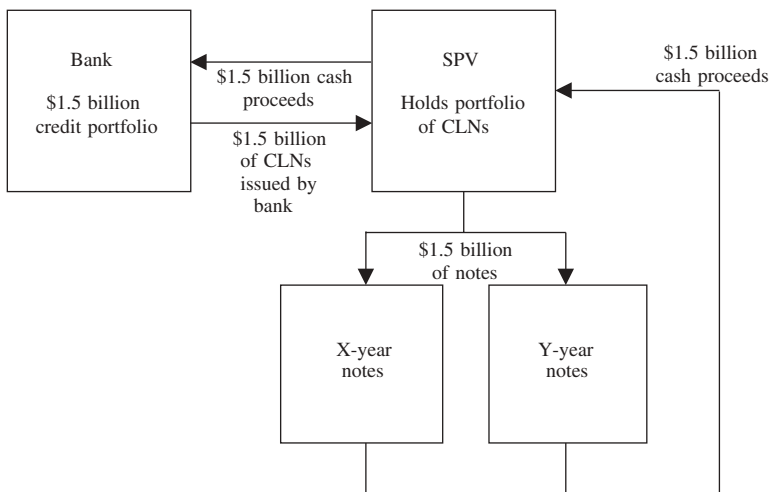 Bank
$1.5 billion
credit portfolio
$1.5 billion cash
proceeds
$1.5 billion
of CLNs
issued by
bank
SPV
Holds portfolio
of CLNs
$1.5 billion
cash proceeds
$1.5 billion
of notes
X-year
notes
Y-year
notes